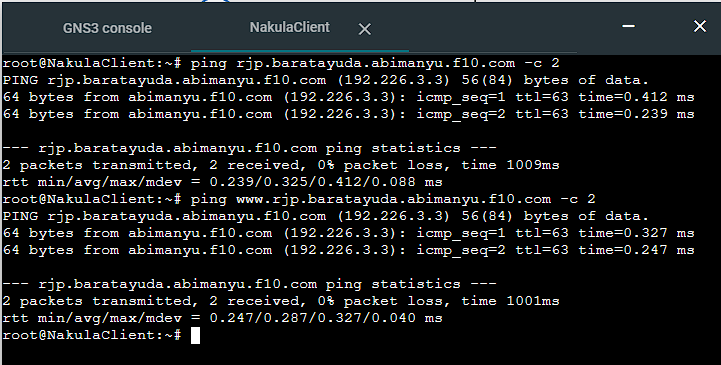 GNS3 console NakulaClient
root@NakulaClient:~# ping rjp.baratayuda.abimanyu.f10.com -c 2
PING rjp.baratayuda.abimanyu.f10.com (192.226.3.3) 56(84) bytes of data.
64 bytes from abimanyu.f10.com (192.226.3.3): icmp_seq=1 ttl=63 time=0.412 ms
64 bytes from abimanyu.f10.com (192.226.3.3): icmp_seq=2 ttl=63 time=0.239 ms
--- rjp.baratayuda.abimanyu.f10.com ping statistics ---
2 packets transmitted, 2 received, 0% packet loss, time 1009ms
rtt min/avg/max/mdev = 0.239/0.325/0.412/0.088 ms
root@NakulaClient:~# ping www.rjp.baratayuda.abimanyu.f10.com -c 2
PING rjp.baratayuda.abimanyu.f10.com (192.226.3.3) 56(84) bytes of data.
64 bytes from abimanyu.f10.com (192.226.3.3): icmp_seq=1 ttl=63 time=0.327 ms
64 bytes from abimanyu.f10.com (192.226.3.3): icmp_seq=2 ttl=63 time=0.247 ms
--- rjp.baratayuda.abimanyu.f10.com ping statistics ---
2 packets transmitted, 2 received, 0% packet loss, time 1001ms
rtt min/avg/max/mdev = 0.247/0.287/0.327/0.040 ms
root@NakulaClient:~#